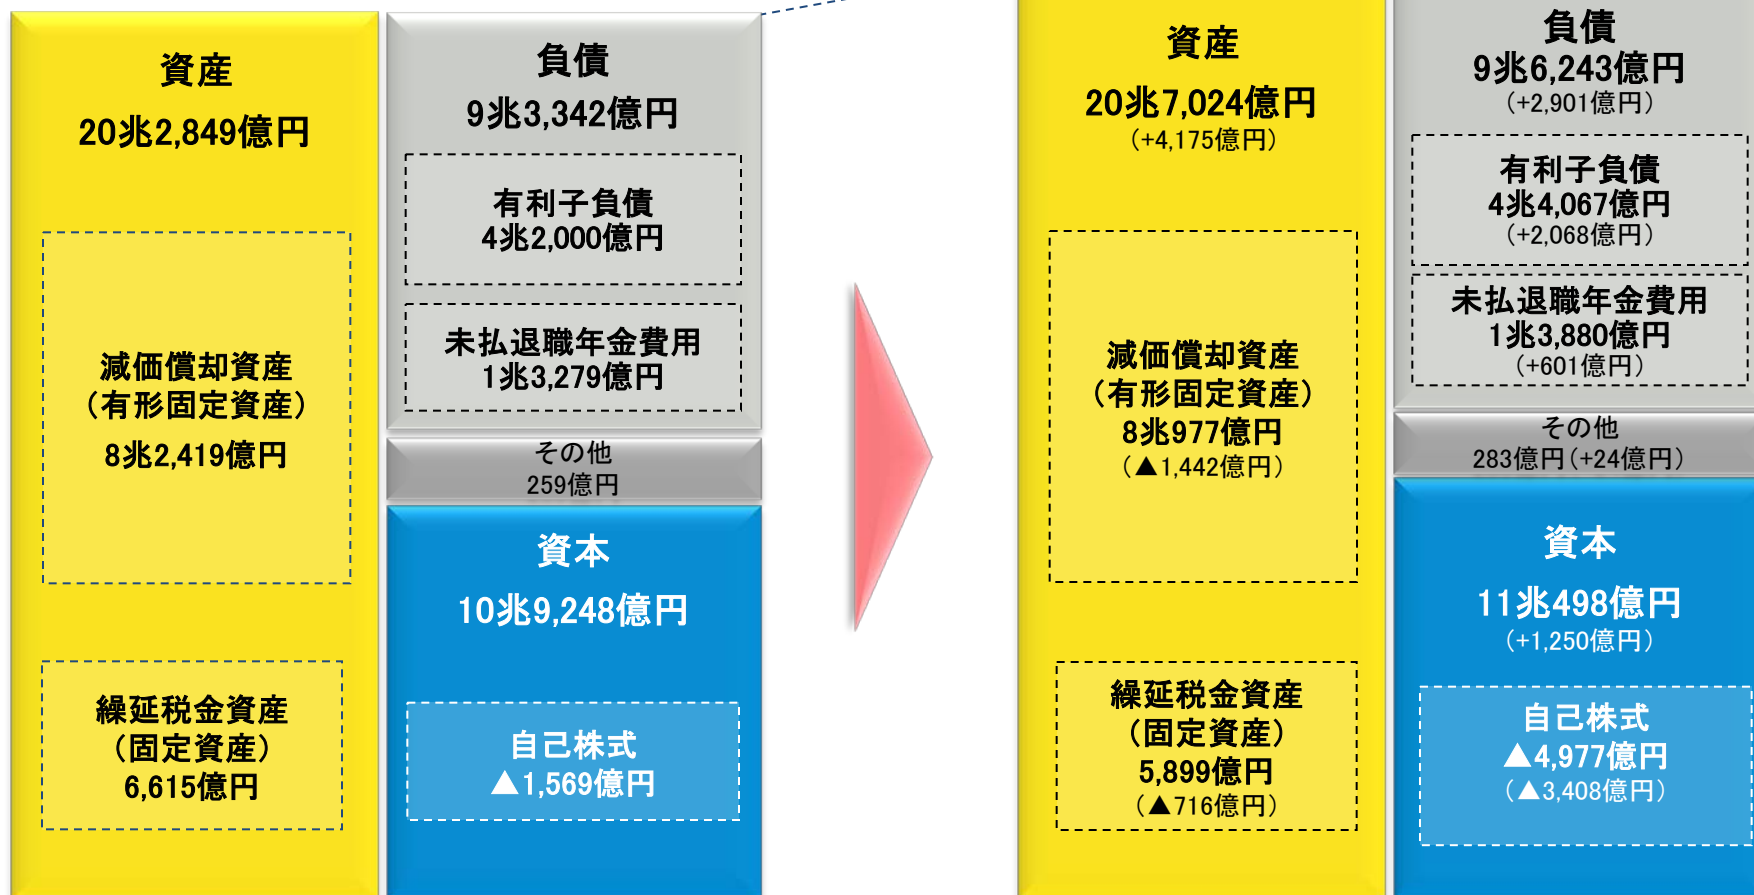 資産
20兆2,849億円
減価償却資産
（有形固定資産）
8兆2,419億円
繰延税金資産
（固定資産）
6,615億円
負債
9兆3,342億円
有利子負債
4兆2,000億円
未払退職年金費用
1兆3,279億円
その他
259億円
資本
10兆9,248億円
自己株式
▲1,569億円
資産
20兆7,024億円
（+4,175億円）
減価償却資産
（有形固定資産）
8兆977億円
（▲1,442億円）
繰延税金資産
（固定資産）
5,899億円
（▲716億円）
負債
9兆6,243億円
（+2,901億円）
有利子負債
4兆4,067億円
（+2,068億円）
未払退職年金費用
1兆3,880億円
（+601億円）
その他
283億円（+24億円）
資本
11兆498億円
（+1,250億円）
自己株式
▲4,977億円
（▲3,408億円）